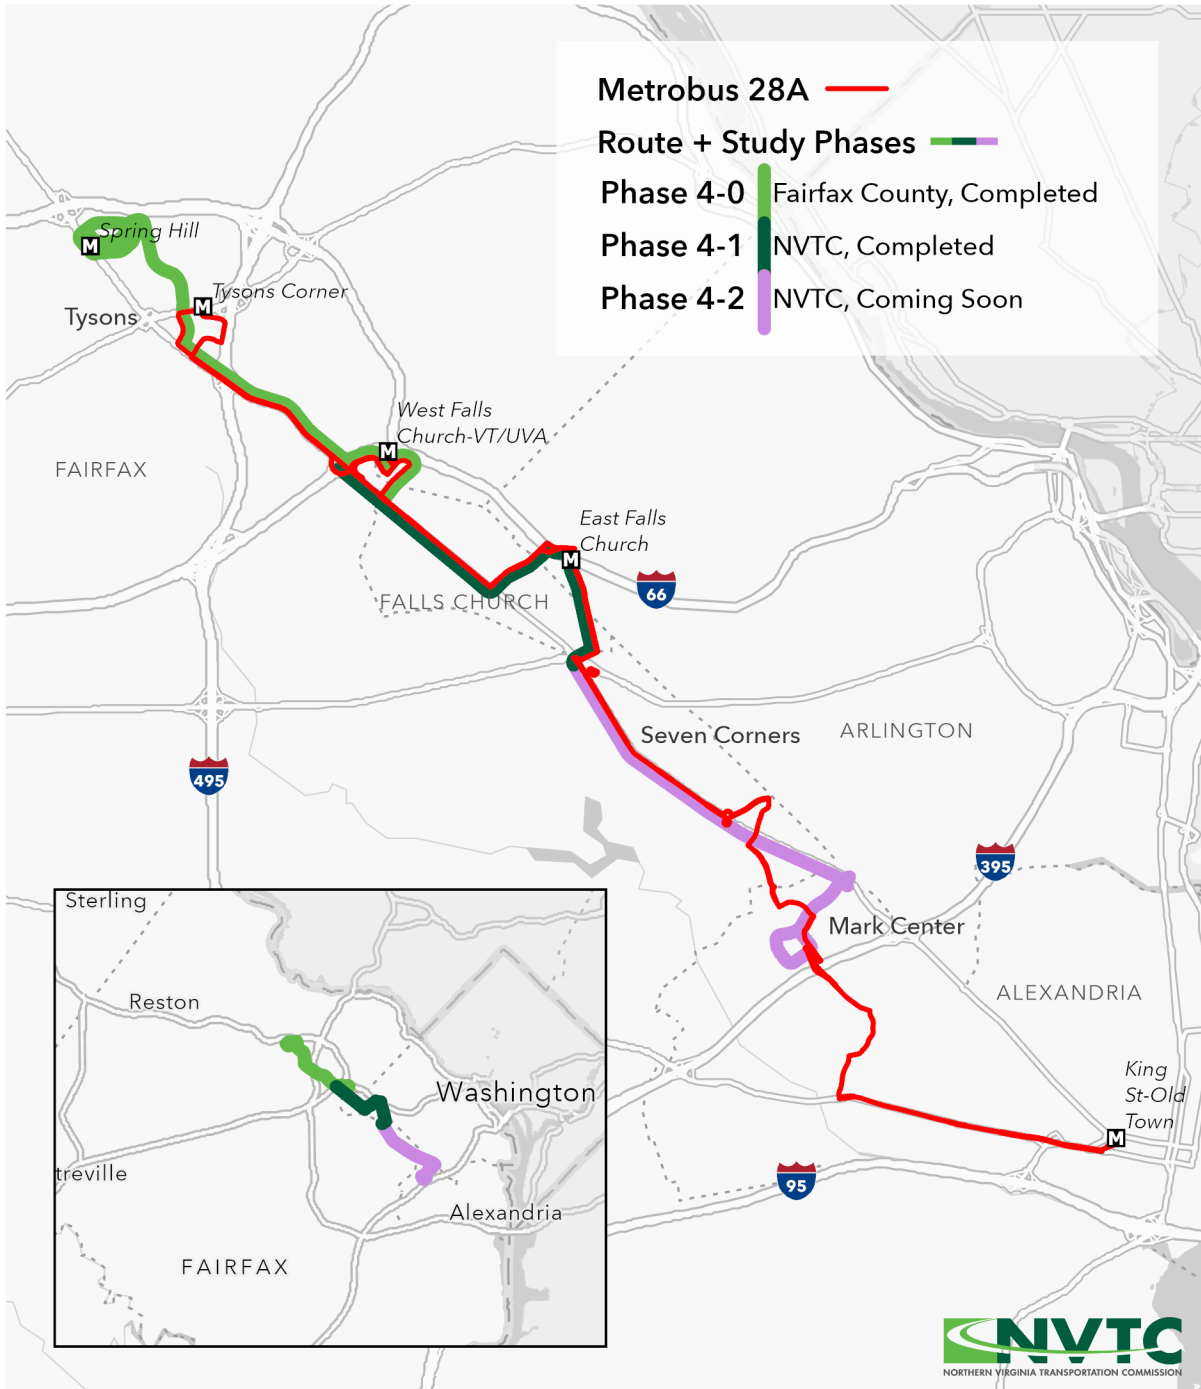 Metrobus 28A
Route + Study Phases
Phase 4-0 Fairfax County, Completed
Phase 4-1 NVTC, Completed
Phase 4-2 NVTC, Coming Soon
M Spring Hill
M Tysons Corner
Tysons
West Falls
Church-VT/UVA
M
FAIRFAX
East Falls
Church
M
66
FALLS CHURCH
Seven Corners
ARLINGTON
495
395
Mark Center
ALEXANDRIA
King
St-Old
Town
M
95
Sterling
Reston
Washington
treville
Alexandria
FAIRFAX
NVTC
NORTHERN VIRGINIA TRANSPORTATION COMMISSION